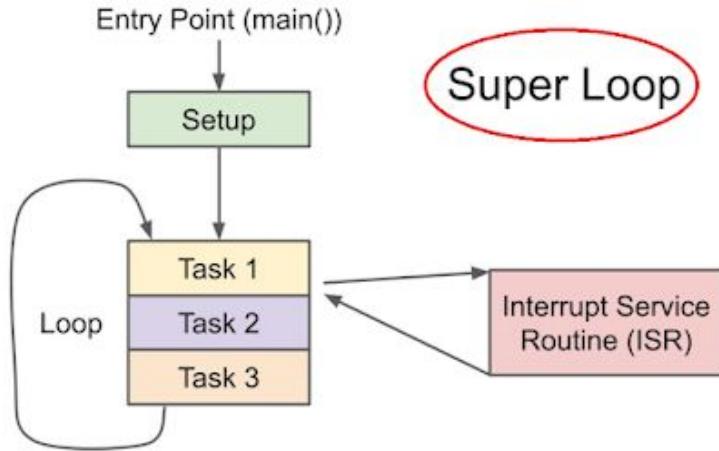 Entry Point (main())
Super Loop
Setup
Task 1
Task 2
Task 3
Loop
Interrupt Service
Routine (ISR)